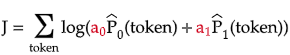 J = ∑ log(a₀P̂₀(token) + a₁P̂₁(token))
token